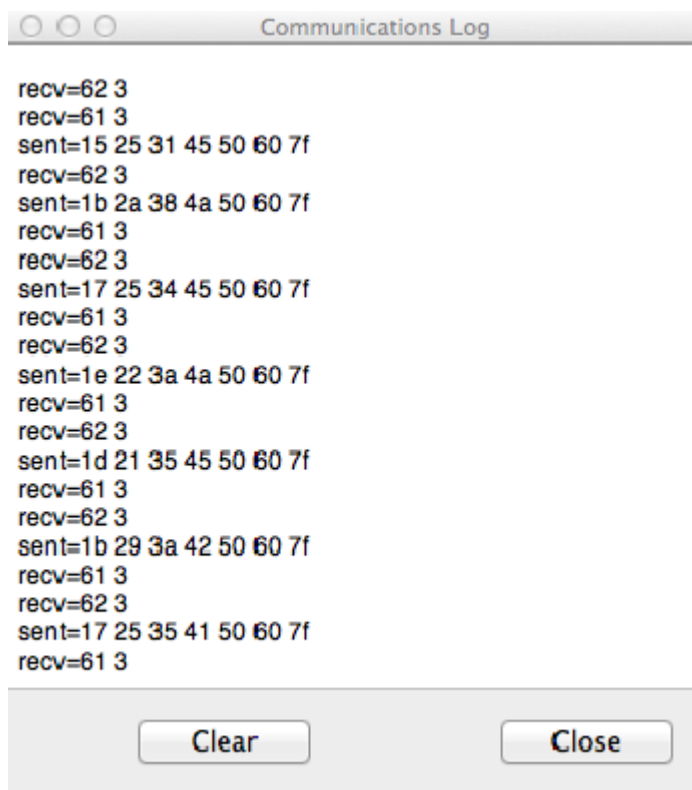 Communications Log
recv=62 3
recv=61 3
sent=15 25 31 45 50 60 7f
recv=62 3
sent=1b 2a 38 4a 50 60 7f
recv=61 3
recv=62 3
sent=17 25 34 45 50 60 7f
recv=61 3
recv=62 3
sent=1e 22 3a 4a 50 60 7f
recv=61 3
recv=62 3
sent=1d 21 35 45 50 60 7f
recv=61 3
recv=62 3
sent=1b 29 3a 42 50 60 7f
recv=61 3
recv=62 3
sent=17 25 35 41 50 60 7f
recv=61 3
Clear Close